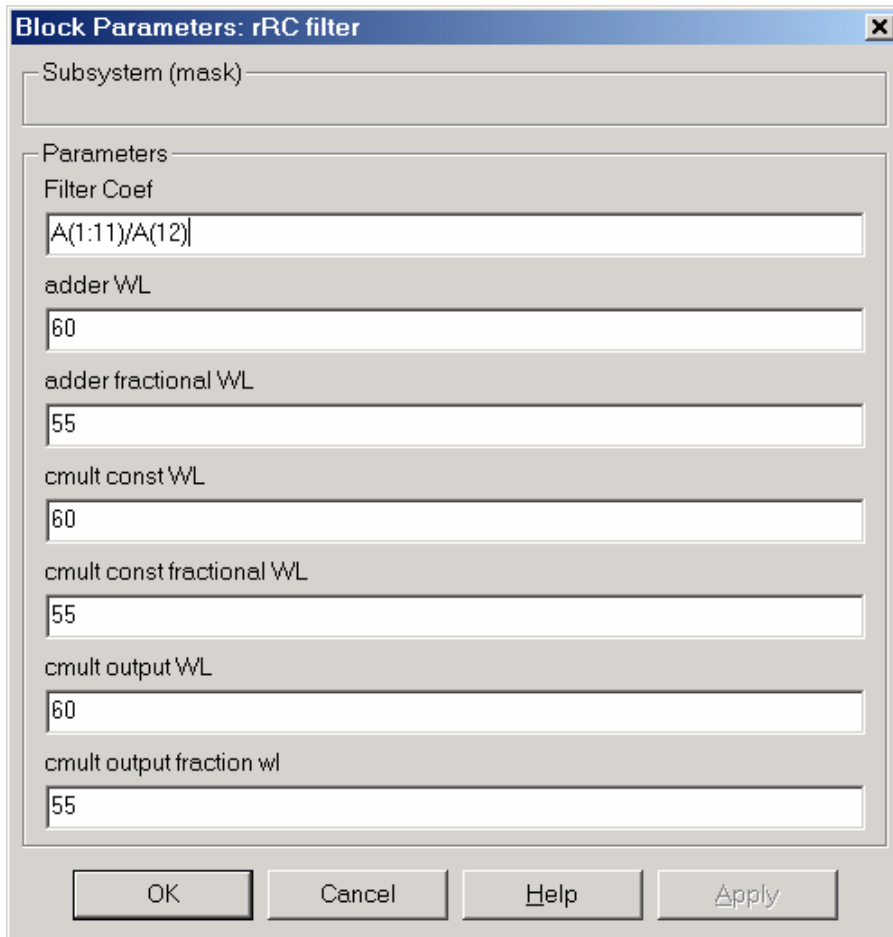 Block Parameters: rRC filter
Subsystem (mask)
Parameters
Filter Coef
A(1:11)/A(12)
adder WL
60
adder fractional WL
55
cmult const WL
60
cmult const fractional WL
55
cmult output WL
60
cmult output fraction wl
55
OK Cancel Help Apply